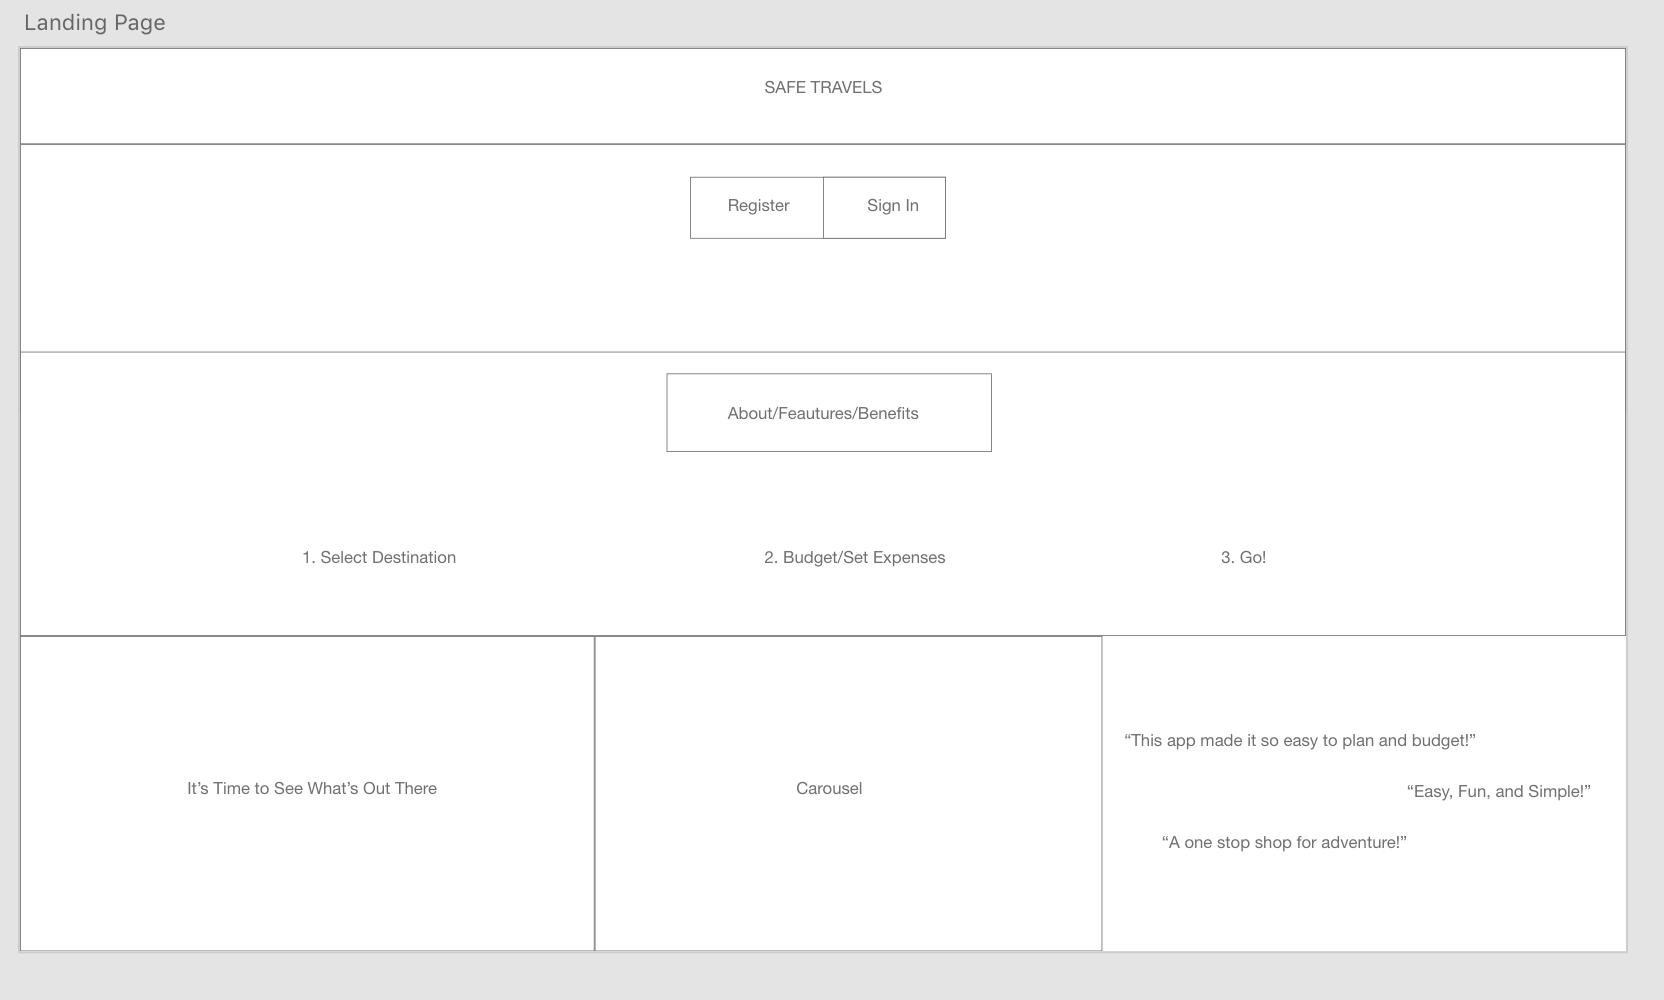 Landing Page
SAFE TRAVELS
Register
Sign In
About/Feautures/Benefits
1. Select Destination
2. Budget/Set Expenses
3. Go!
It’s Time to See What’s Out There
Carousel
“This app made it so easy to plan and budget!”
“Easy, Fun, and Simple!”
“A one stop shop for adventure!”